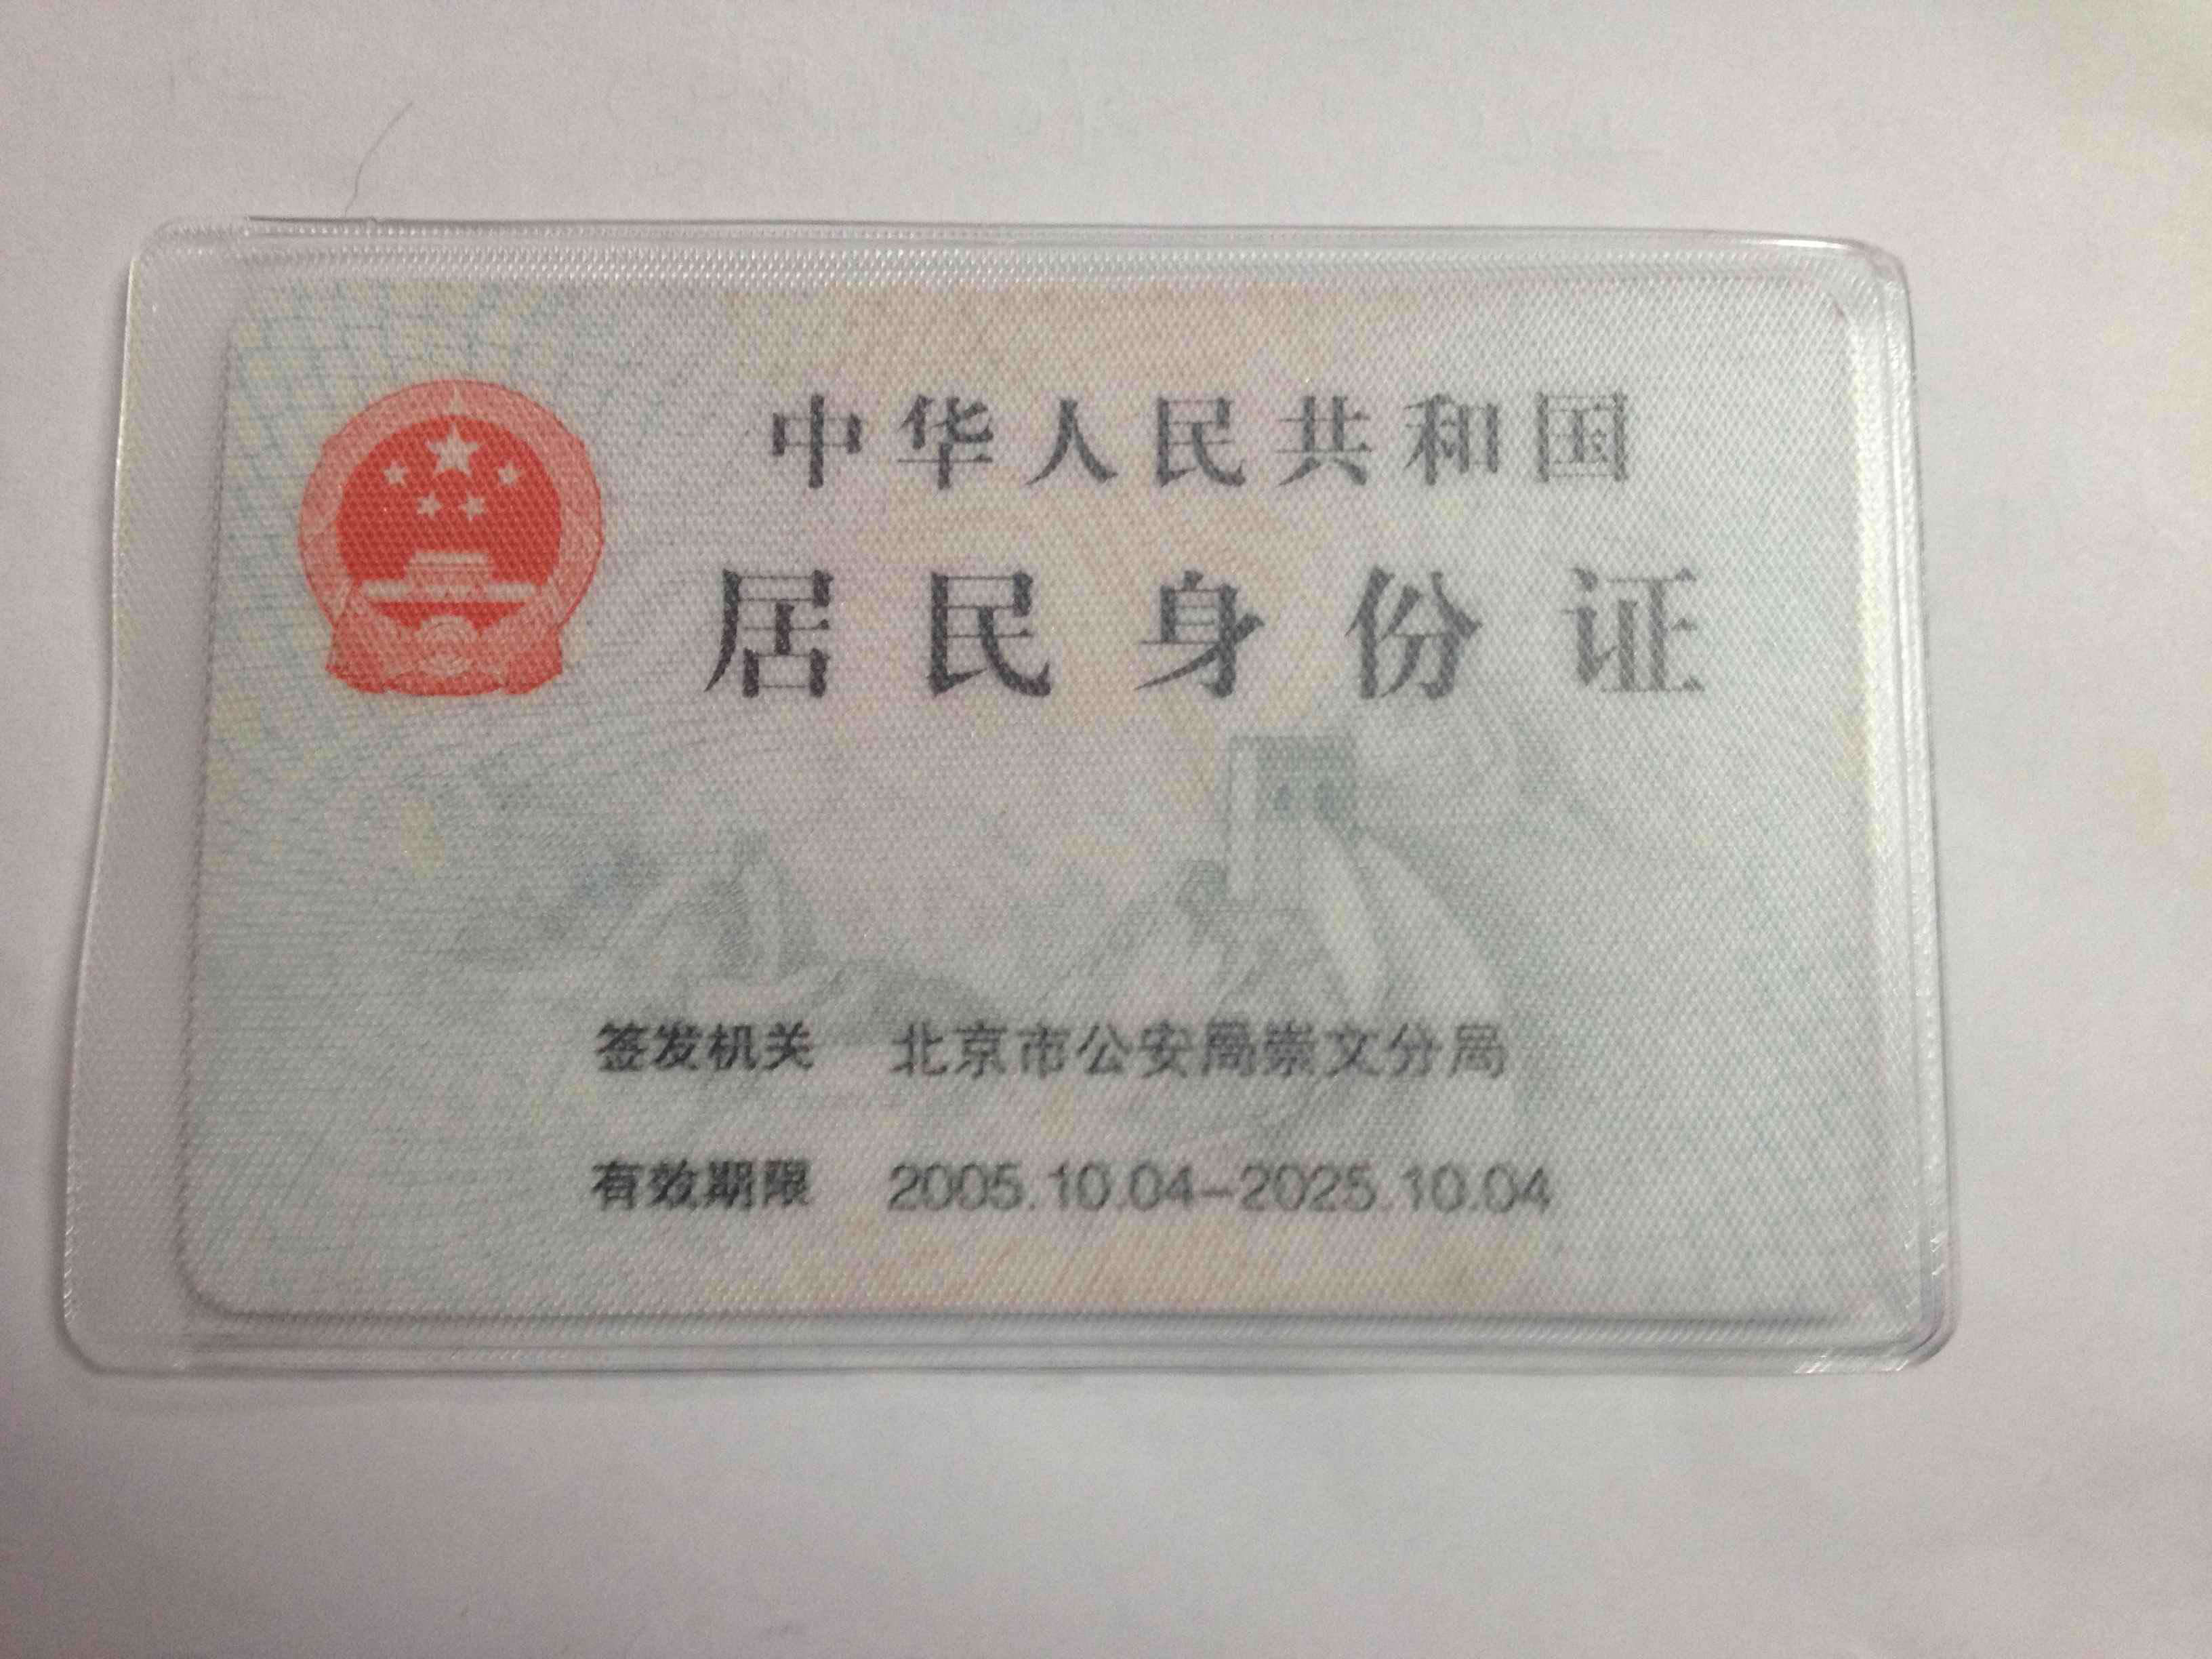 中华人民共和国
居民身份证
签发机关 北京市公安局崇文分局
有效期限 2005.10.04-2025.10.04